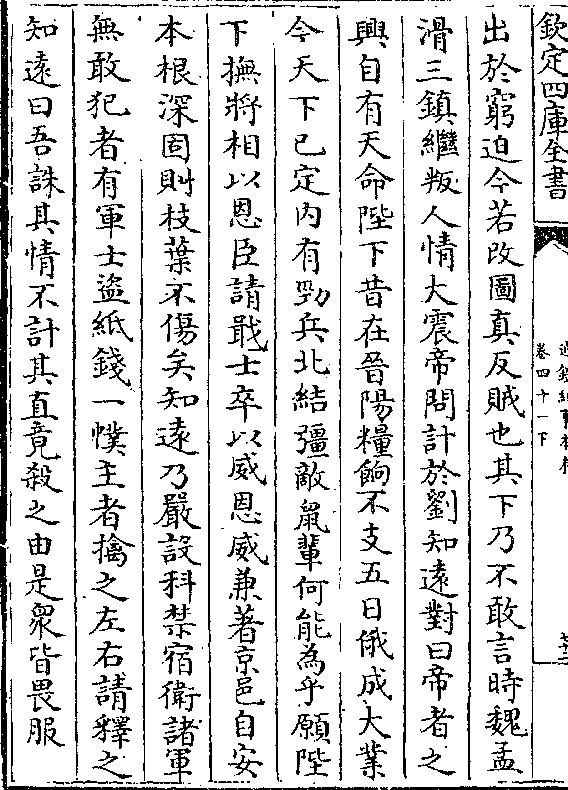 欽定四庫全書
卷四十一下
出於窮迫今若改圖真反賊也其下乃不敢言時魏孟
滑三鎮繼叛人情大震帝問計於劉知遠對曰帝者之
興自有天命陛下昔在晉陽糧餉不支五日俄成大業
今天下已定內有勁兵北結彊敵鼠輩何能為乎願陛
下撫將相以恩臣請戢士卒以威恩威兼著京邑自安
本根深固則枝葉不傷矣知遠乃嚴設科禁宿衛諸軍
無敢犯者有軍士盜紙錢一幞主者擒之左右請釋之
知遠曰吾誅其情不計其直竟殺之由是衆皆畏服